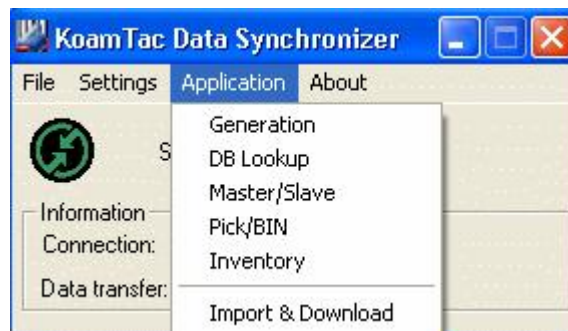 KoamTac Data Synchronizer
File Settings Application About
Generation
S
DB Lookup
Master/Slave
Information
Pick/BIN
Connection:
Inventory
Data transfer:
Import & Download